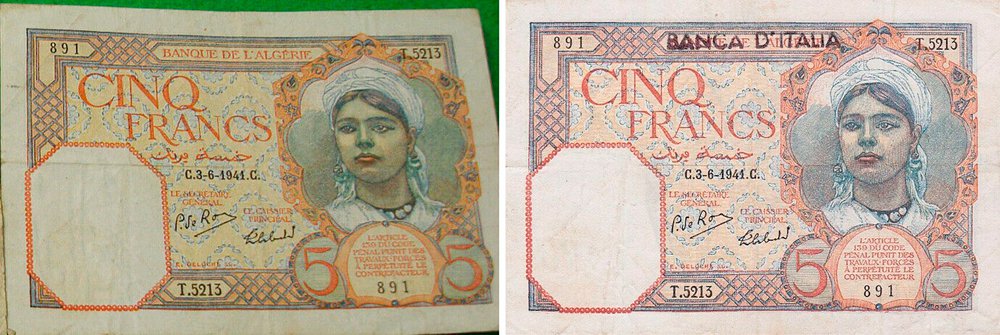 891
BANQUE DE L'ALGÉRIE
T.5213
CINQ
FRANCS
خمسة فرنك
C.3-6-1941.C.
LE SECRÉTAIRE
GÉNÉRAL
LE CAISSIER
PRINCIPAL
L'ARTICLE
139 DU CODE
PÉNAL PUNIT DES
TRAVAUX FORCÉS
À PERPÉTUITÉ LE
CONTREFACTEUR
5 5
T.5213
891
891
BANCA D'ITALIA
T.5213
CINQ
FRANCS
خمسة فرنك
C.3-6-1941.C.
LE SECRÉTAIRE
GÉNÉRAL
LE CAISSIER
PRINCIPAL
L'ARTICLE
139 DU CODE
PÉNAL PUNIT DES
TRAVAUX-FORCÉS
À PERPÉTUITÉ LE
CONTREFACTEUR
5 5
T.5213
891